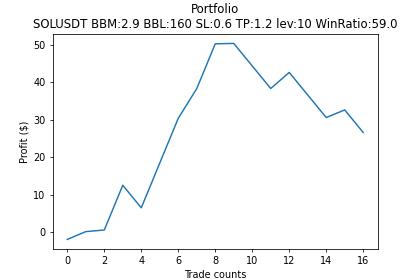 Portfolio
SOLUSDT BBM:2.9 BBL:160 SL:0.6 TP:1.2 lev:10 WinRatio:59.0
Profit ($)
50
40
30
20
10
0
0 2 4 6 8 10 12 14 16
Trade counts